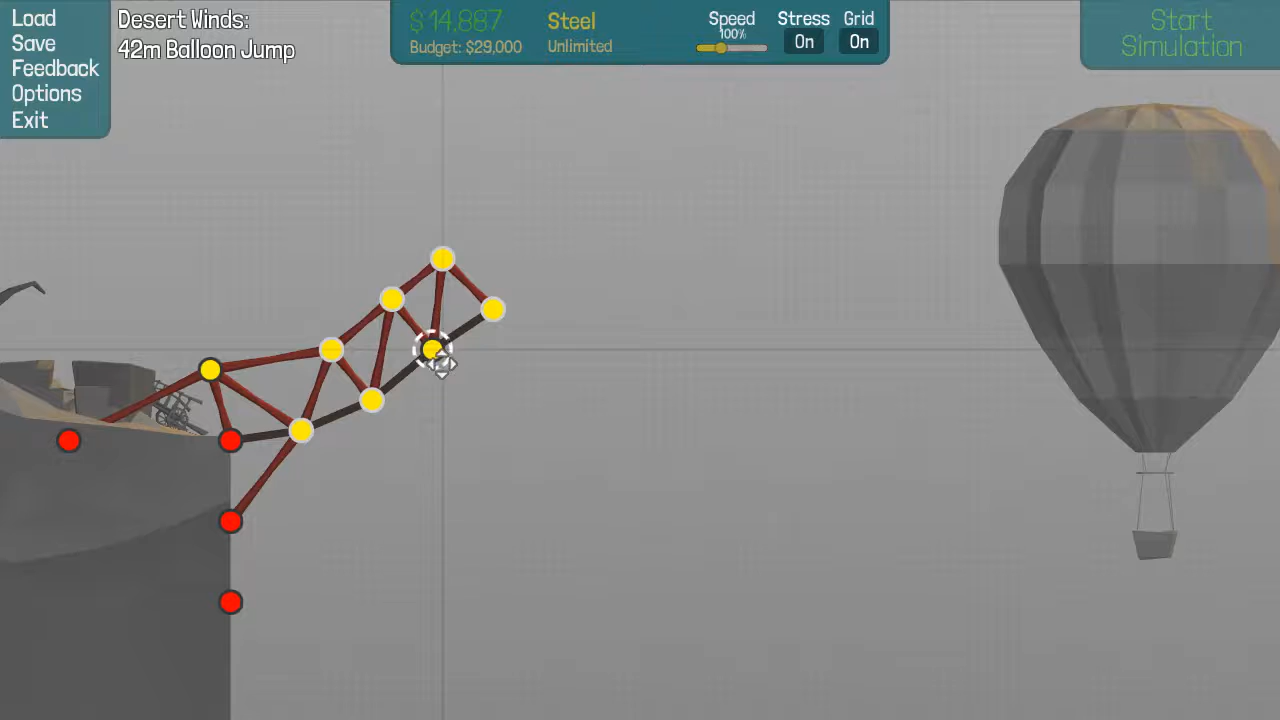 Load
Save
Feedback
Options
Exit
Desert Winds:
42m Balloon Jump
$14,887
Budget: $29,000
Steel
Unlimited
Speed
100%
Stress
On
Grid
On
Start
Simulation